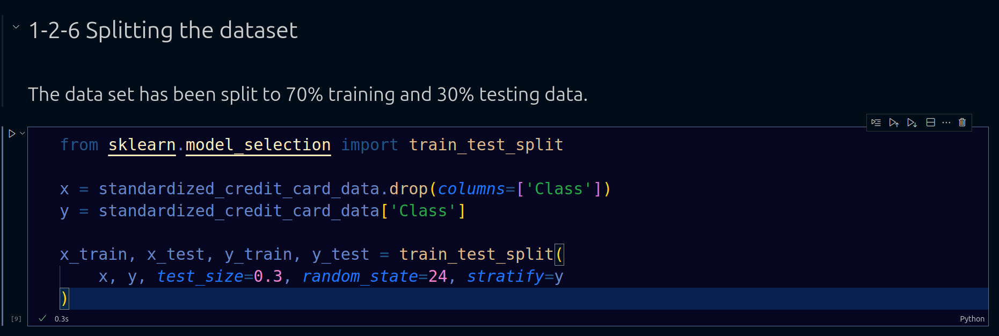 1-2-6 Splitting the dataset
The data set has been split to 70% training and 30% testing data.
from sklearn.model_selection import train_test_split
x = standardized_credit_card_data.drop(columns=['Class'])
y = standardized_credit_card_data['Class']
x_train, x_test, y_train, y_test = train_test_split(
    x, y, test_size=0.3, random_state=24, stratify=y
)
[9] 0.3s Python